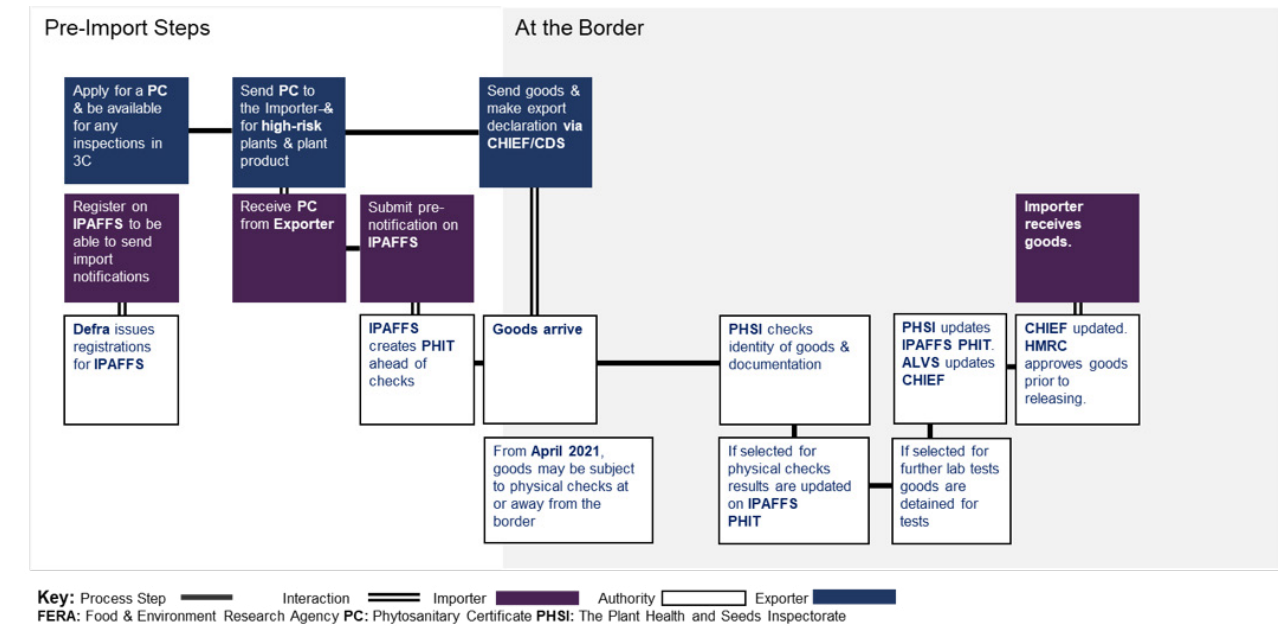 Pre-Import Steps
At the Border
Apply for a PC
& be available
for any
inspections in
3C
Send PC to
the Importer &
for high-risk
plants & plant
product
Send goods &
make export
declaration via
CHIEF/CDS
Register on
IPAFFS to be
able to send
import
notifications
Receive PC
from Exporter
Submit pre-
notification on
IPAFFS
Importer
receives
goods.
Defra issues
registrations
for IPAFFS
IPAFFS
creates PHIT
ahead of
checks
Goods arrive
PHSI checks
identity of goods &
documentation
PHSI updates
IPAFFS PHIT.
ALVS updates
CHIEF
CHIEF updated.
HMRC
approves goods
prior to
releasing.
From April 2021,
goods may be subject
to physical checks at
or away from the
border
If selected for
physical checks
results are updated
on IPAFFS
PHIT
If selected for
further lab tests
goods are
detained for
tests
Key: Process Step Interaction Importer Authority Exporter
FERA: Food & Environment Research Agency PC: Phytosanitary Certificate PHSI: The Plant Health and Seeds Inspectorate